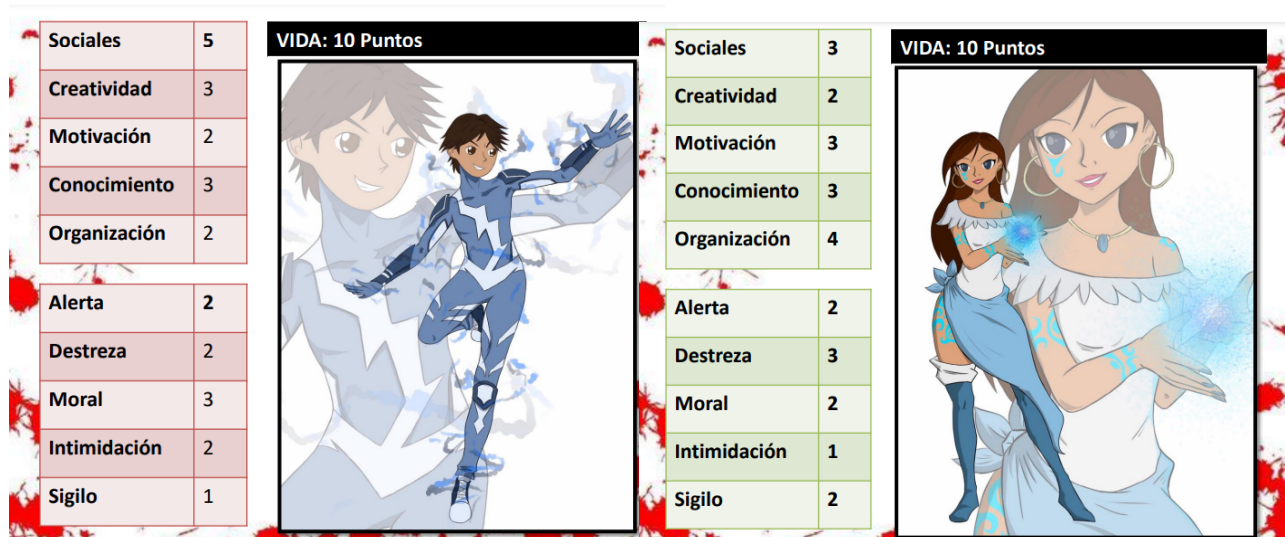 Sociales 5
Creatividad 3
Motivación 2
Conocimiento 3
Organización 2
Alerta 2
Destreza 2
Moral 3
Intimidación 2
Sigilo 1
VIDA: 10 Puntos
Sociales 3
Creatividad 2
Motivación 3
Conocimiento 3
Organización 4
Alerta 2
Destreza 3
Moral 2
Intimidación 1
Sigilo 2
VIDA: 10 Puntos